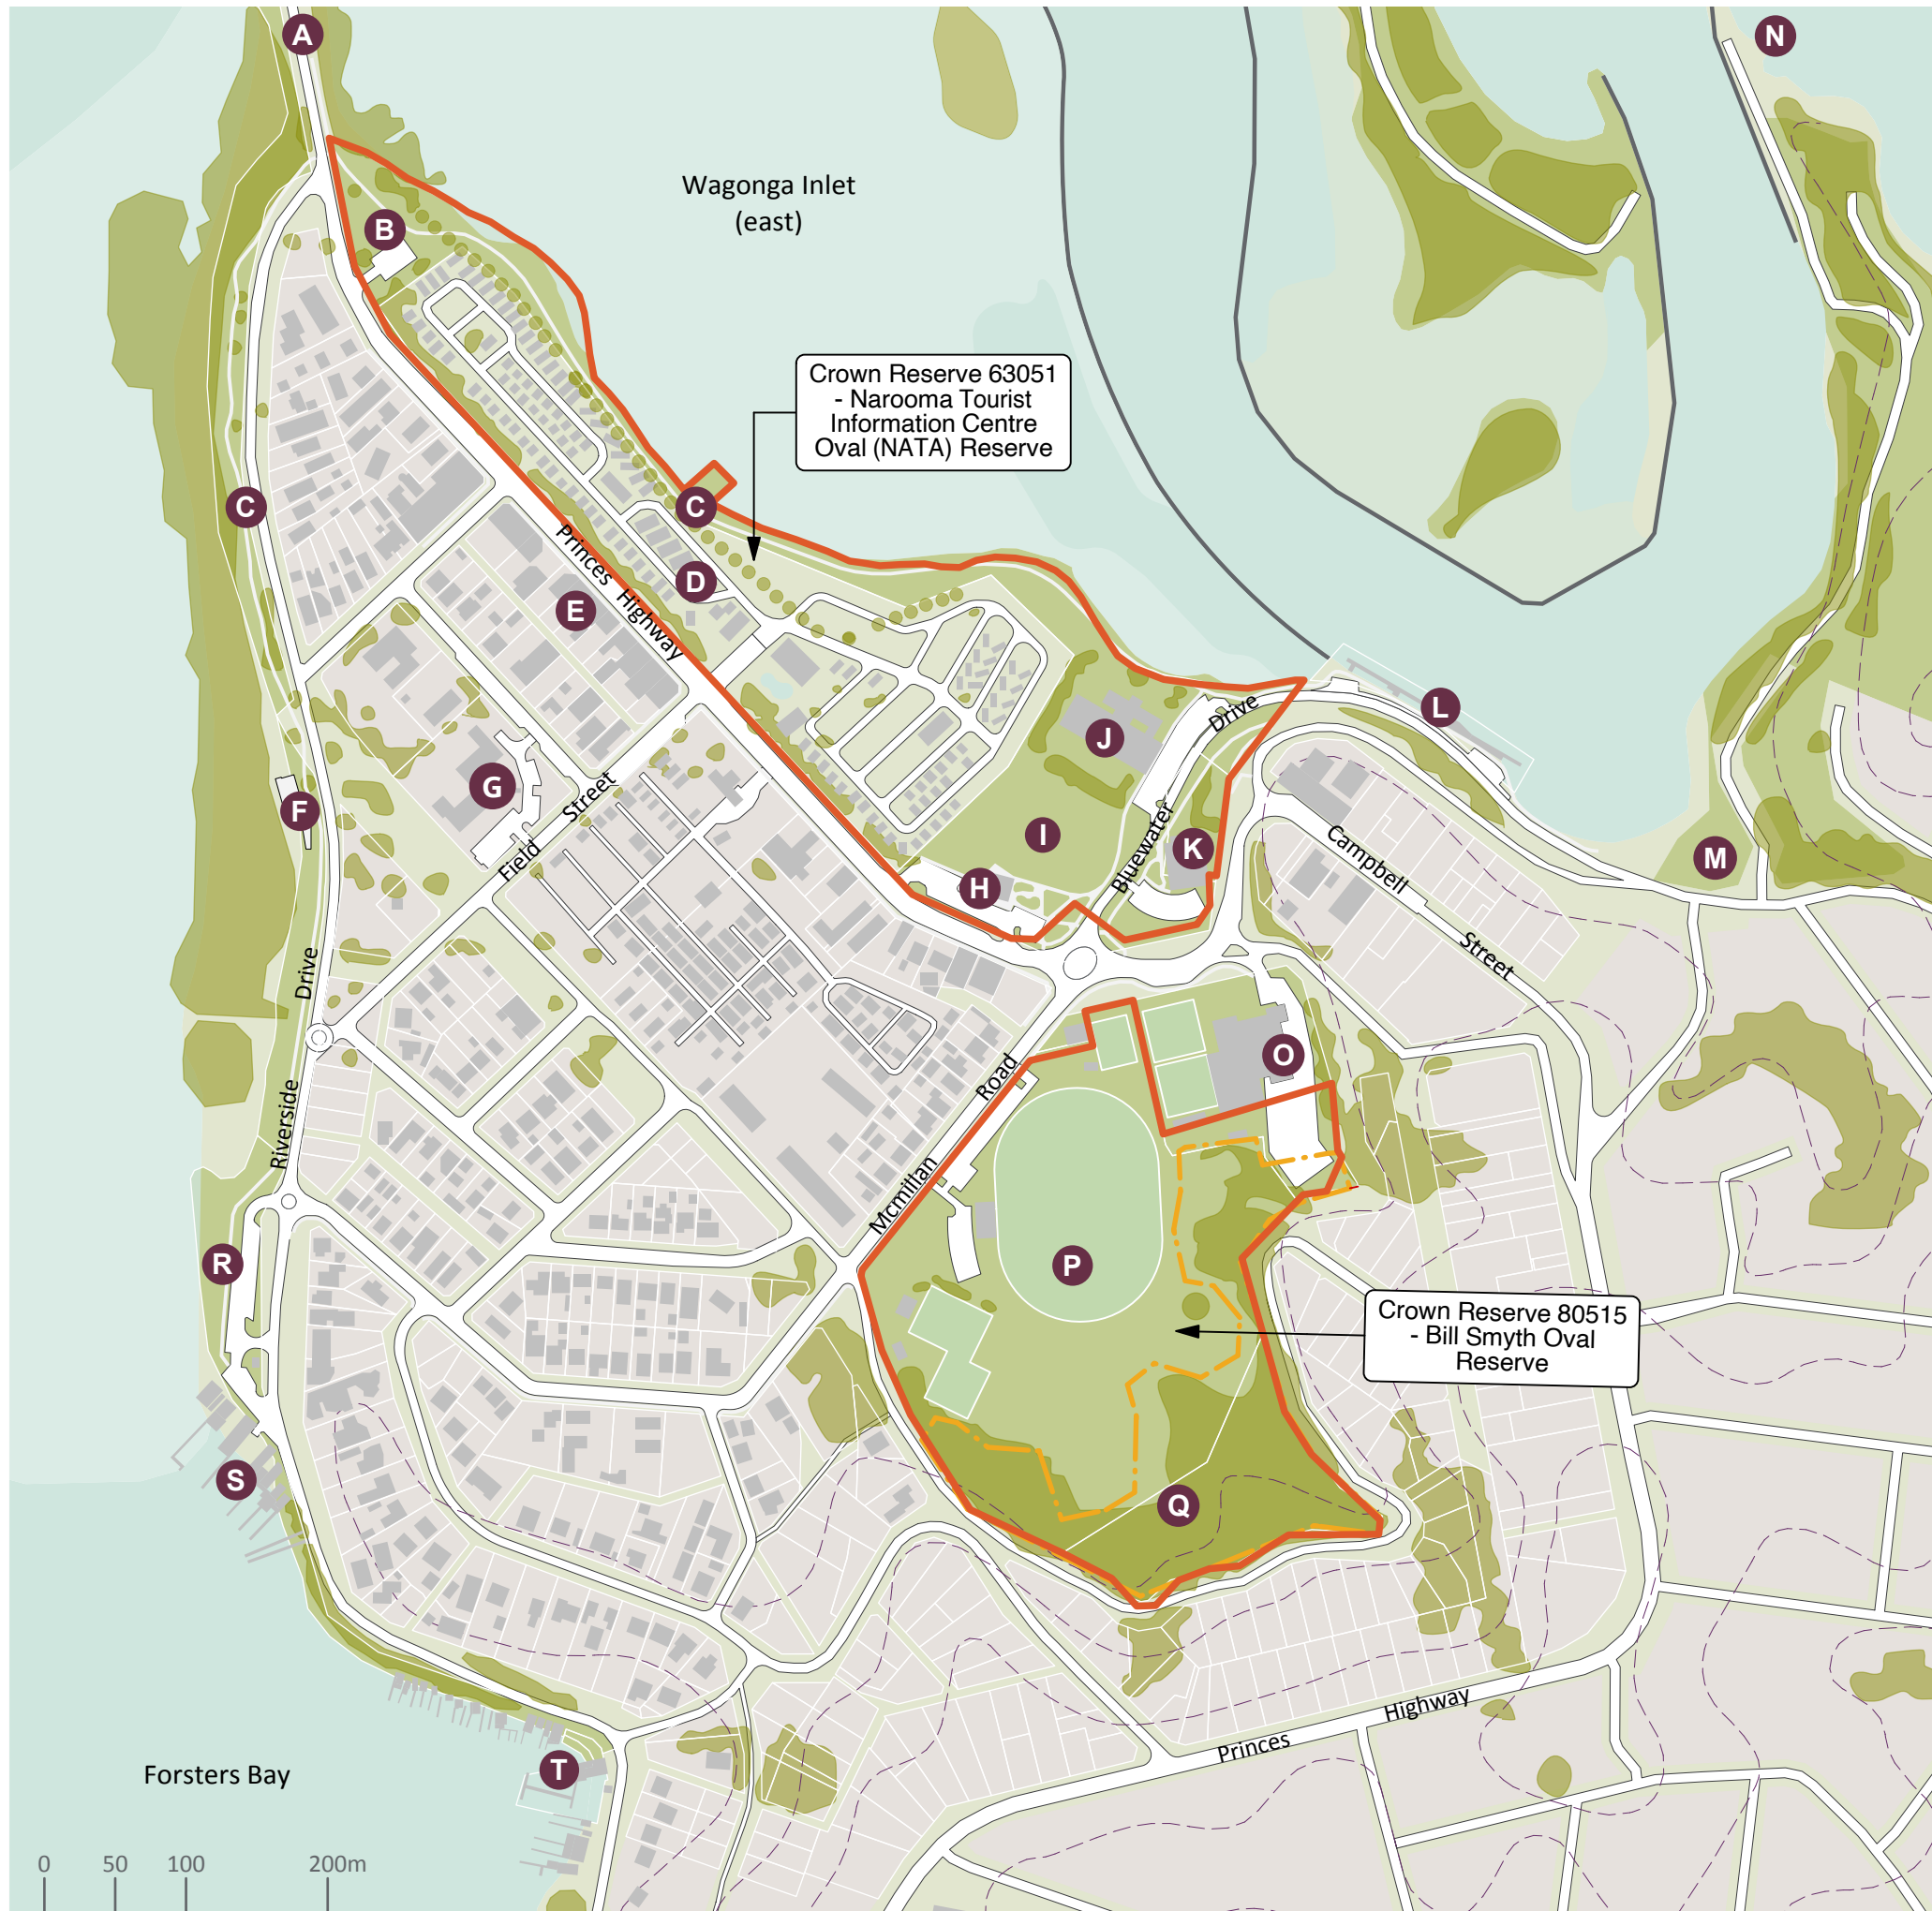 A
N
Wagonga Inlet
(east)
B
Crown Reserve 63051
- Narooma Tourist
Information Centre
Oval (NATA) Reserve
C
C
Princes Highway
D
E
F
G
Field Street
H
I
J
Bluewater Drive
K
L
M
Campbell Street
Riverside Drive
Mcmillan Road
O
P
Crown Reserve 80515
- Bill Smyth Oval
Reserve
Q
R
S
T
Princes Highway
Forsters Bay
0 50 100 200m